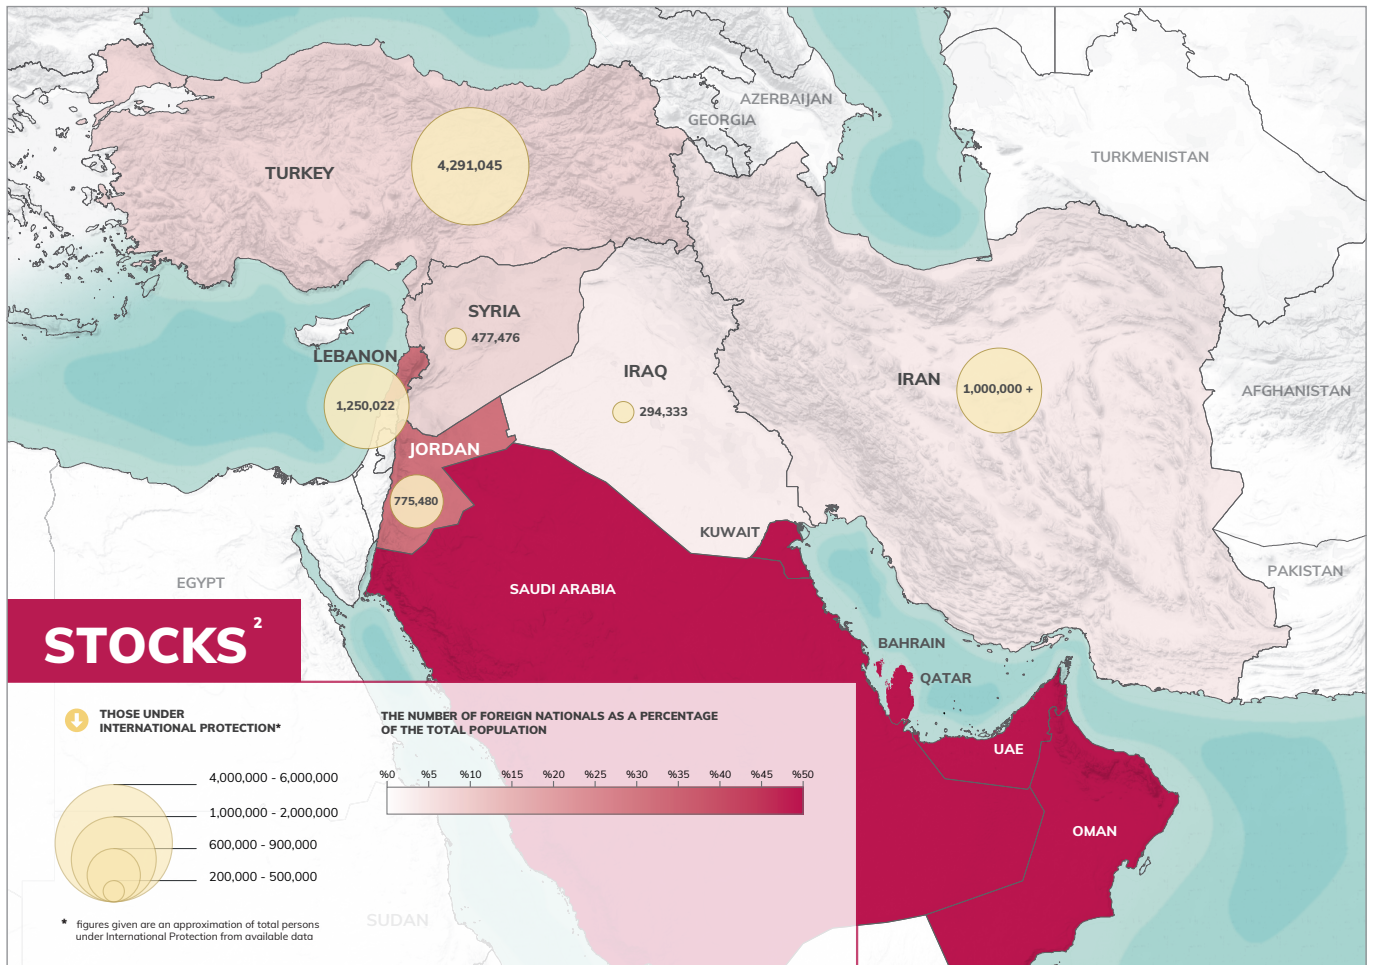 AZERBAIJAN
GEORGIA
TURKMENISTAN
TURKEY
4,291,045
SYRIA
477,476
LEBANON
1,250,022
IRAQ
294,333
IRAN
1,000,000 +
AFGHANISTAN
JORDAN
775,480
KUWAIT
PAKISTAN
EGYPT
SAUDI ARABIA
BAHRAIN
QATAR
UAE
OMAN
STOCKS 2
THOSE UNDER
INTERNATIONAL PROTECTION*
4,000,000 - 6,000,000
1,000,000 - 2,000,000
600,000 - 900,000
200,000 - 500,000
* figures given are an approximation of total persons
under International Protection from available data
THE NUMBER OF FOREIGN NATIONALS AS A PERCENTAGE
OF THE TOTAL POPULATION
%0 %5 %10 %15 %20 %25 %30 %35 %40 %45 %50
SUDAN